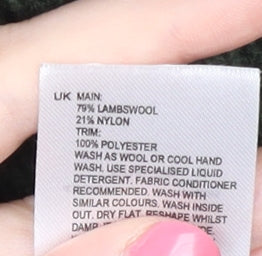 UK MAIN:
79% LAMBSWOOL
21% NYLON
TRIM:
100% POLYESTER
WASH AS WOOL OR COOL HAND
WASH. USE SPECIALISED LIQUID
DETERGENT. FABRIC CONDITIONER
RECOMMENDED. WASH WITH
SIMILAR COLOURS. WASH INSIDE
OUT. DRY FLAT. RESHAPE WHILST
DAMP.